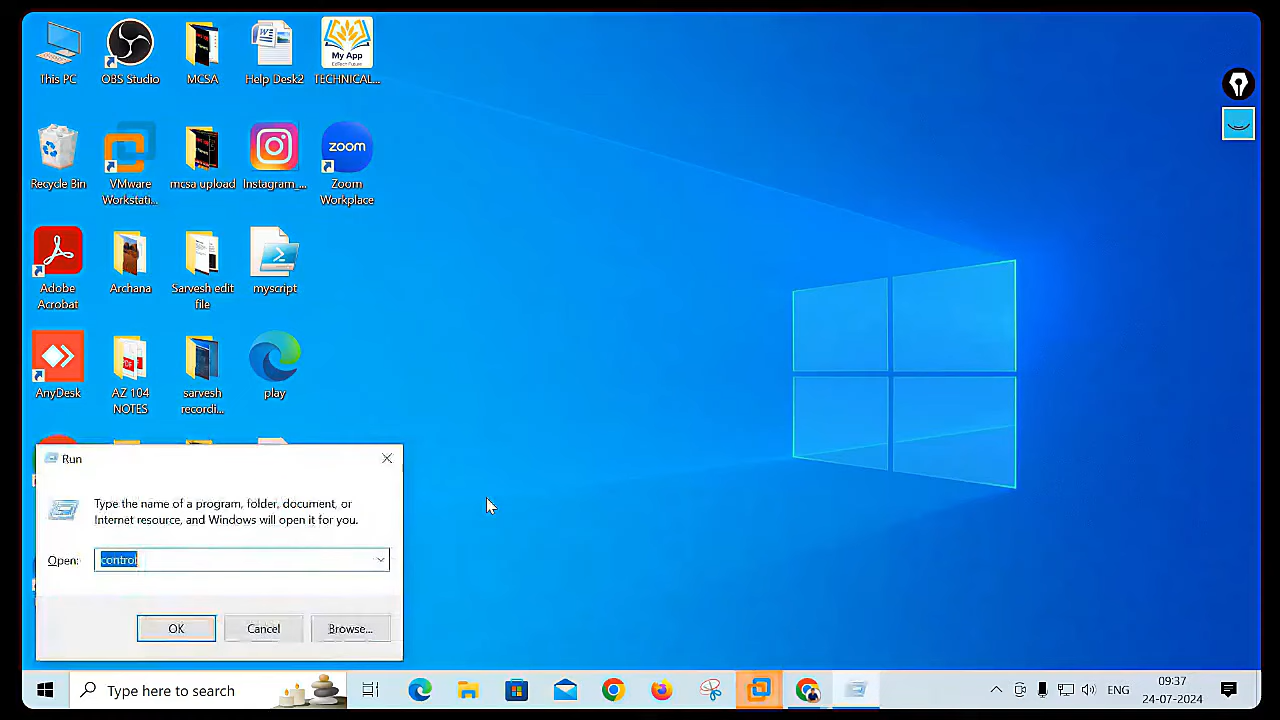 This PC
OBS Studio
MCSA
Help Desk2
My App
TECHNICAL...
Recycle Bin
VMware
Workstati...
mcsa upload
Instagram_...
zoom
Zoom
Workplace
Adobe
Acrobat
Archana
Sarvesh edit
file
myscript
AnyDesk
PDF
AZ 104
NOTES
sarvesh
recordi...
play
Run
Type the name of a program, folder, document, or
Internet resource, and Windows will open it for you.
Open:
control
OK
Cancel
Browse...
Type here to search
ENG
09:37
24-07-2024